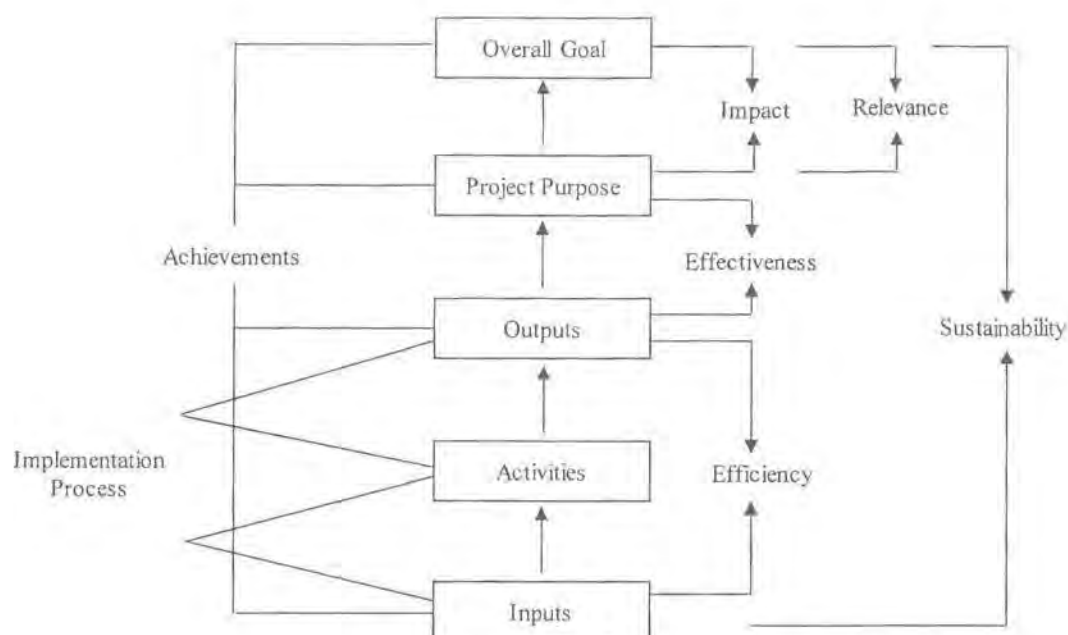 Overall Goal
Impact
Relevance
Project Purpose
Achievements
Effectiveness
Outputs
Sustainability
Implementation
Process
Activities
Efficiency
Inputs